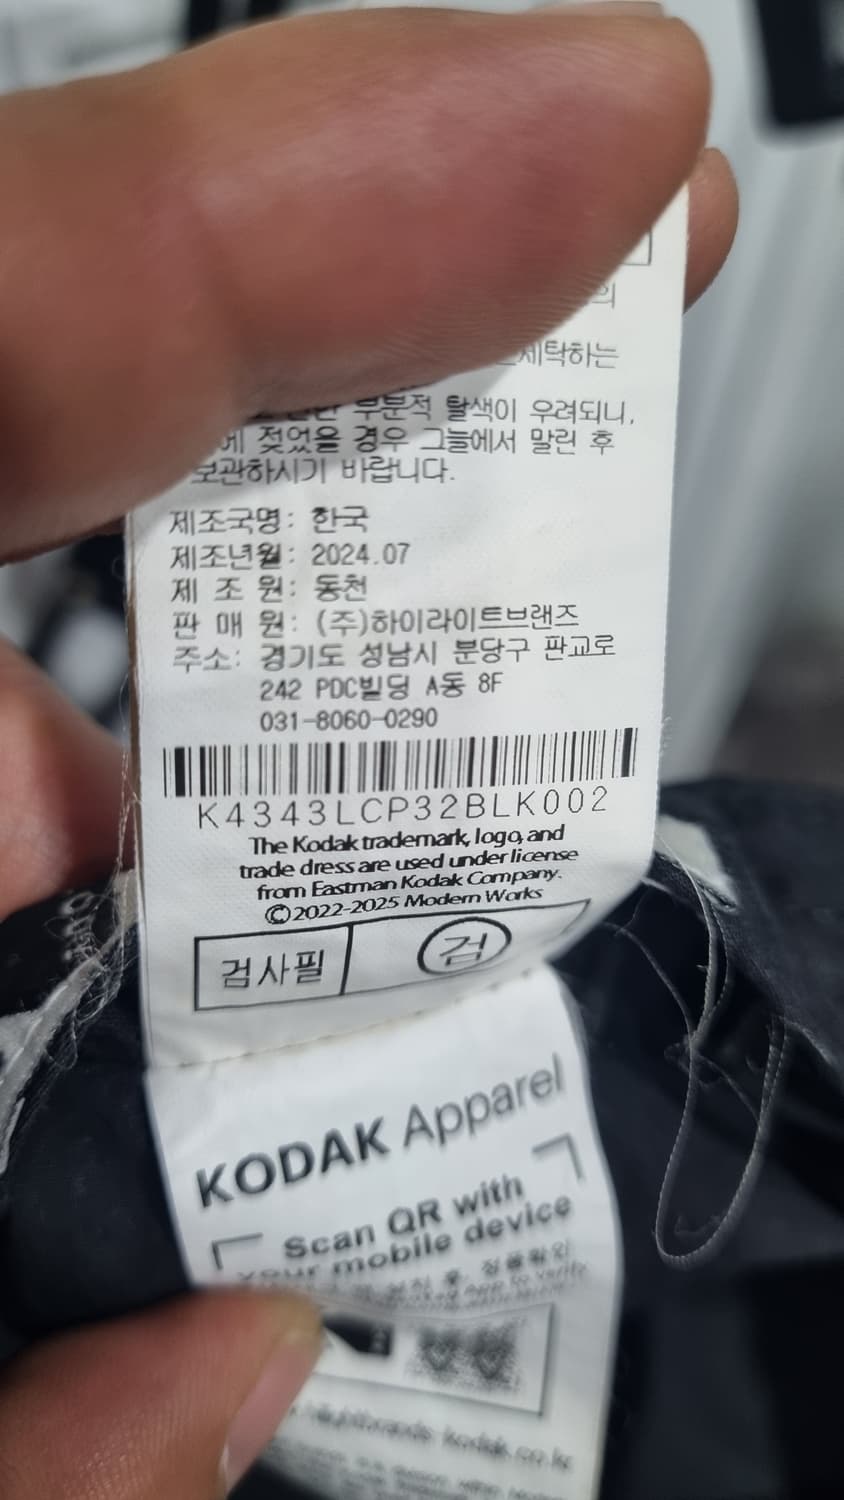 의
세탁하는
부분적 탈색이 우려되니,
에 젖었을 경우 그늘에서 말린 후
보관하시기 바랍니다.
제조국명: 한국
제조년월: 2024.07
제 조 원: 동천
판 매 원: (주)하이라이트브랜즈
주소: 경기도 성남시 분당구 판교로
242 PDC빌딩 A동 8F
031-8060-0290
K4343LCP32BLK002
The Kodak trademark, logo, and
trade dress are used under license
from Eastman Kodak Company.
©2022-2025 Modern Works
검사필 검
KODAK Apparel
Scan QR with
your mobile device